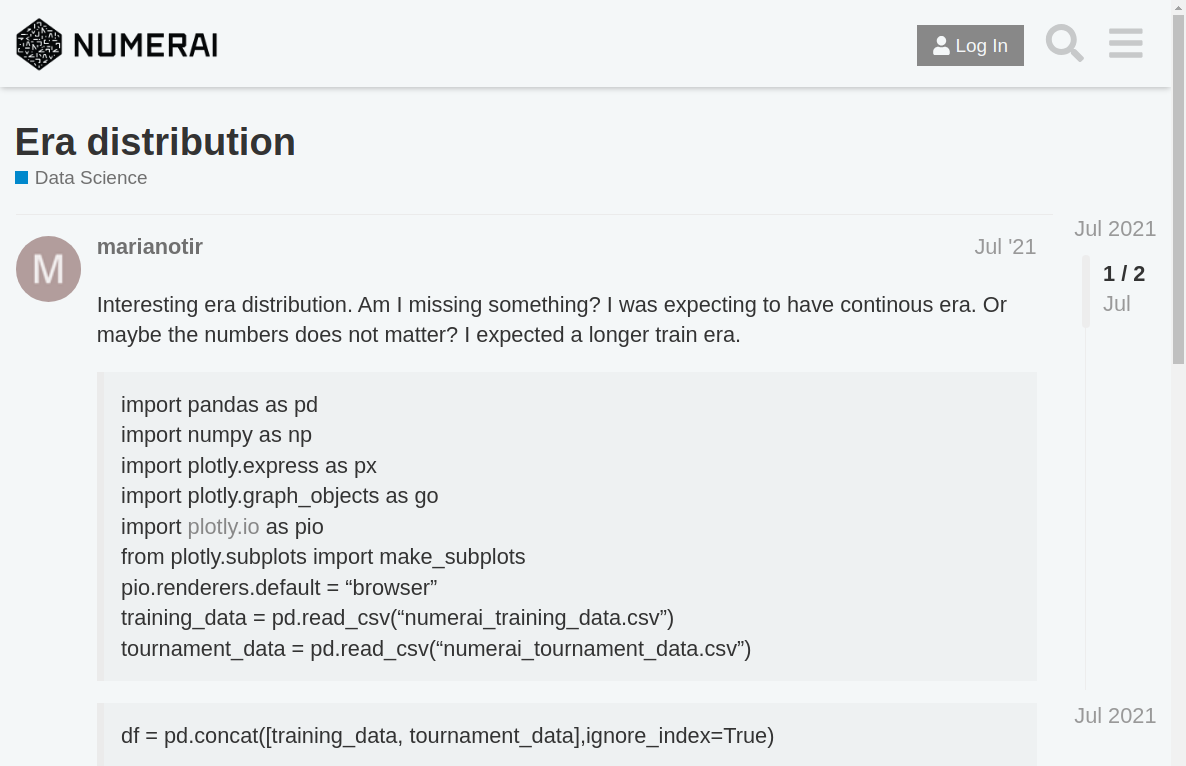 NUMERAI
Log In
Era distribution
Data Science
Jul 2021
marianotir
Jul '21
1 / 2
Jul
Interesting era distribution. Am I missing something? I was expecting to have continous era. Or
maybe the numbers does not matter? I expected a longer train era.
M
import pandas as pd
import numpy as np
import plotly.express as px
import plotly.graph_objects as go
import plotly.io as pio
from plotly.subplots import make_subplots
pio.renderers.default = “browser”
training_data = pd.read_csv(“numerai_training_data.csv”)
tournament_data = pd.read_csv(“numerai_tournament_data.csv”)
Jul 2021
df = pd.concat([training_data, tournament_data],ignore_index=True)